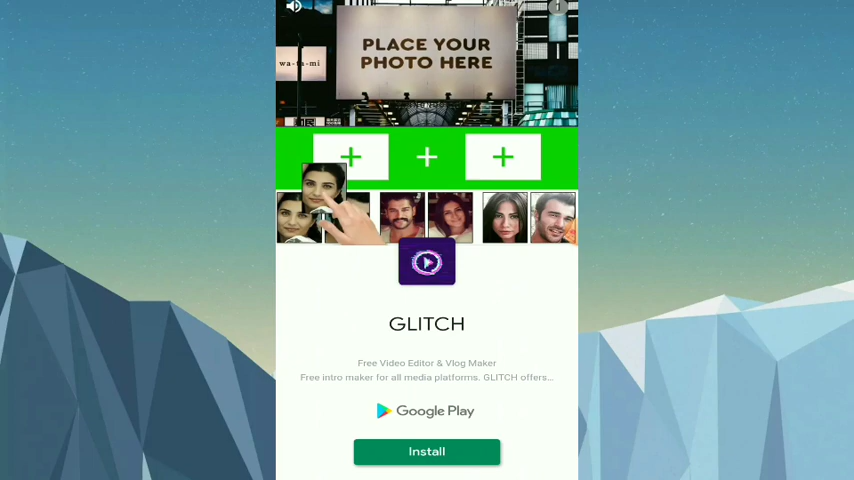 PLACE YOUR
PHOTO HERE
wa-ta-mi
GLITCH
Free Video Editor & Vlog Maker
Free intro maker for all media platforms. GLITCH offers...
Google Play
Install